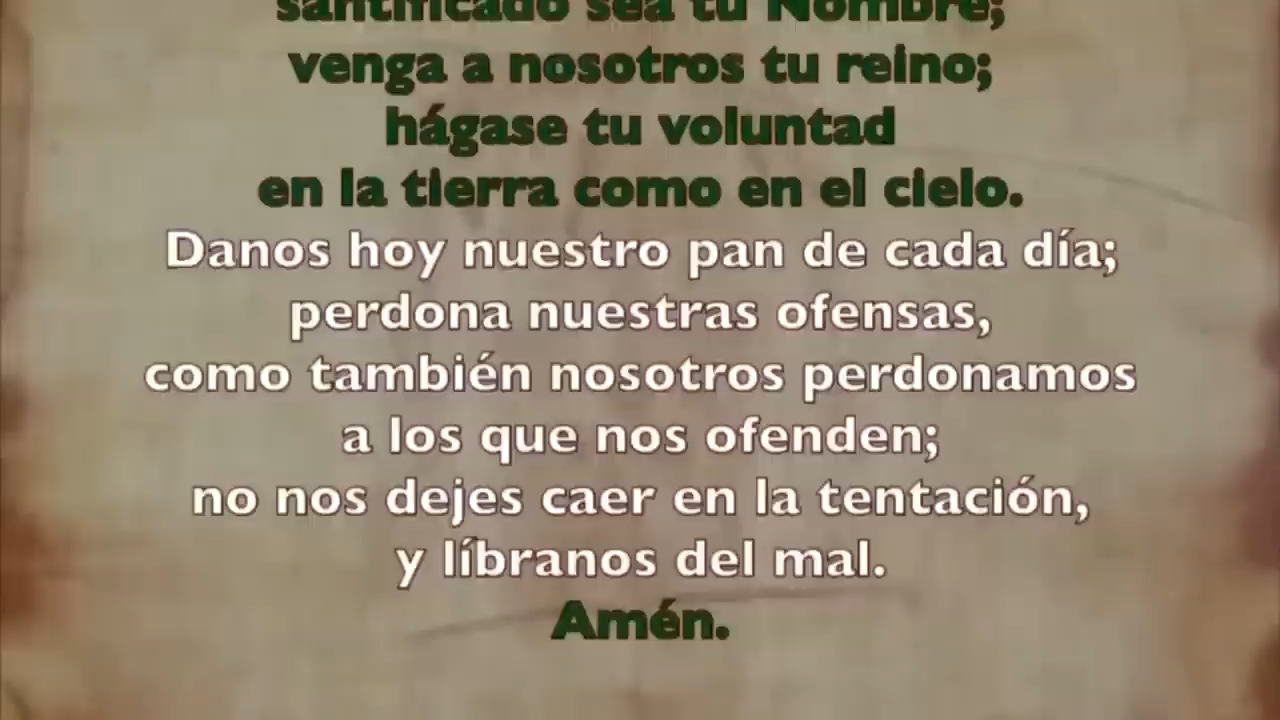 santificado sea tu Nombre;
venga a nosotros tu reino;
hágase tu voluntad
en la tierra como en el cielo.
Danos hoy nuestro pan de cada día;
perdona nuestras ofensas,
como también nosotros perdonamos
a los que nos ofenden;
no nos dejes caer en la tentación,
y líbranos del mal.
Amén.